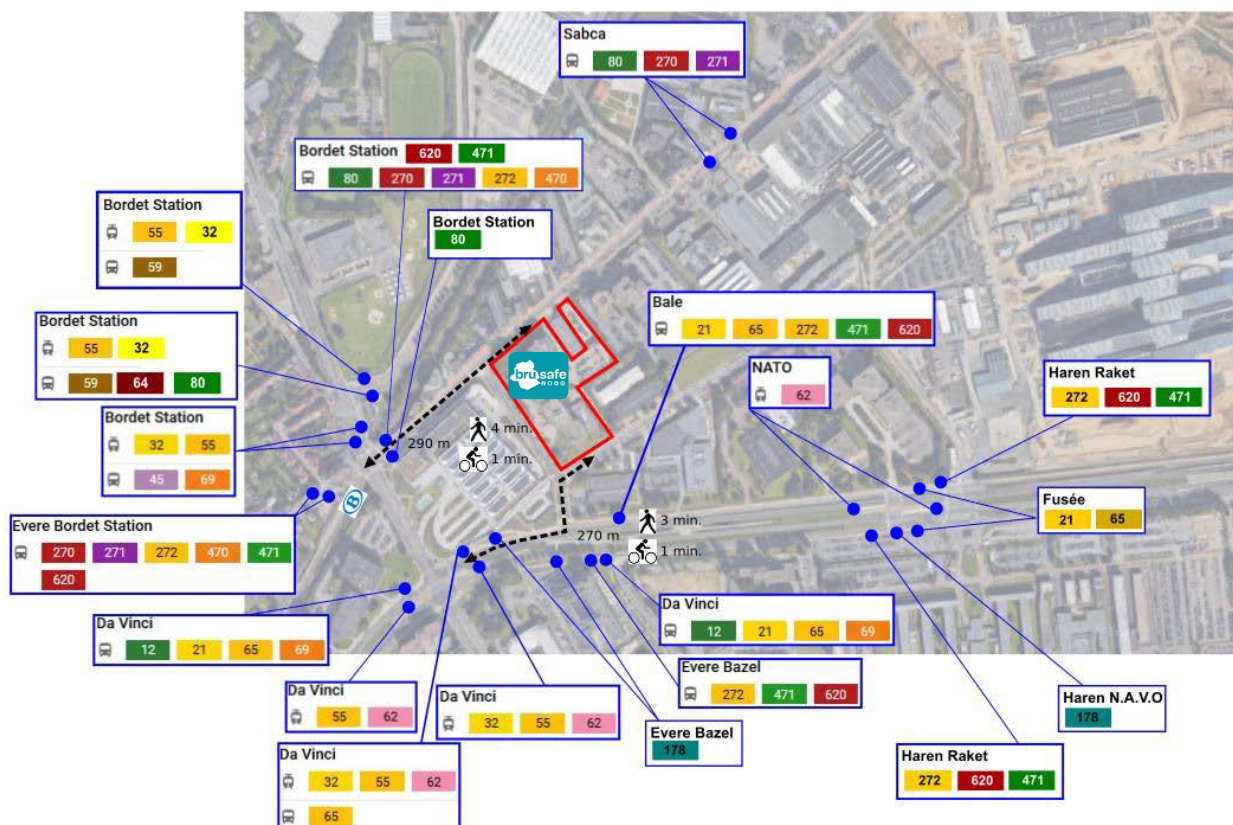 Sabca
80 270 271
Bordet Station 620 471
80 270 271 272 470
Bordet Station
55 32
59
Bordet Station
80
Bordet Station
55 32
59 64 80
Bale
21 65 272 471 620
NATO
62
Haren Raket
272 620 471
bru safe
Bordet Station
32 55
45 69
290 m
4 min.
1 min.
B
Evere Bordet Station
270 271 272 470 471
620
Fusée
21 65
270 m
3 min.
1 min.
Da Vinci
12 21 65 69
Da Vinci
12 21 65 69
Evere Bazel
272 471 620
Da Vinci
55 62
Da Vinci
32 55 62
Haren N.A.V.O
178
Evere Bazel
178
Da Vinci
32 55 62
65
Haren Raket
272 620 471